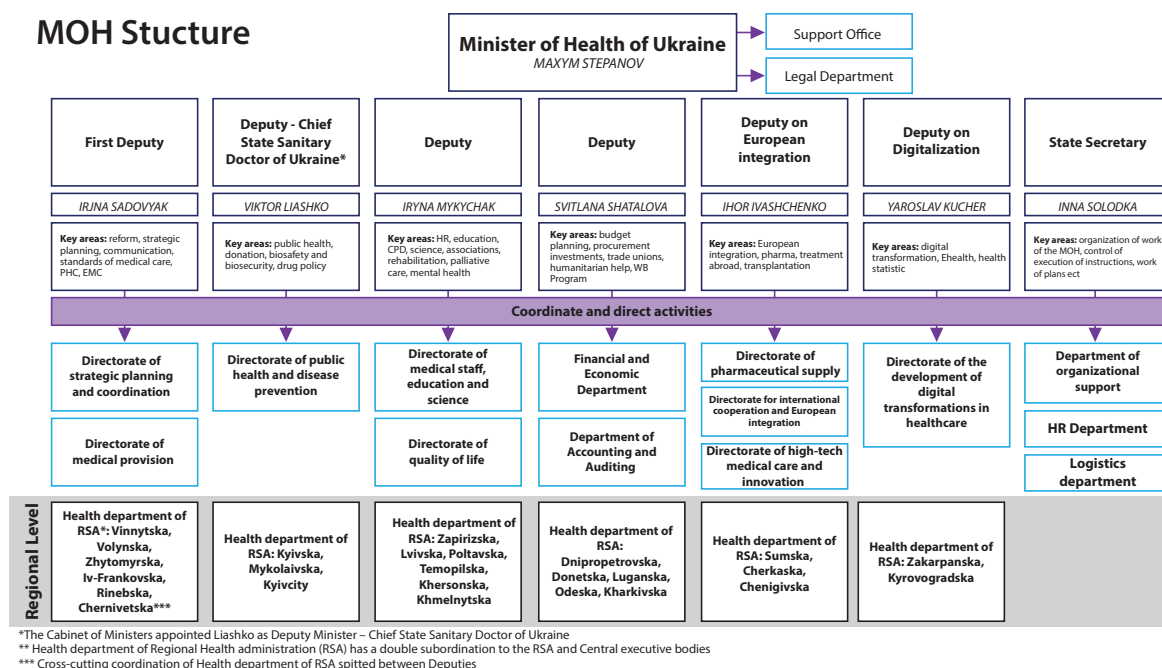 MOH Stucture
Minister of Health of Ukraine
MAXYM STEPANOV
Support Office
Legal Department
First Deputy
Deputy - Chief
State Sanitary
Doctor of Ukraine*
Deputy
Deputy
Deputy on
European
integration
Deputy on
Digitalization
State Secretary
IRJNA SADOVYAK
VIKTOR LIASHKO
IRYNA MYKYCHAK
SVITLANA SHATALOVA
IHOR IVASHCHENKO
YAROSLAV KUCHER
INNA SOLODKA
Key areas: reform, strategic
planning, communication,
standards of medical care,
PHC, EMC
Key areas: public health,
donation, biosafety and
biosecurity, drug policy
Key areas: HR, education,
CPD, science, associations,
rehabilitation, palliative
care, mental health
Key areas: budget
planning, procurement
investments, trade unions,
humanitarian help, WB
Program
Key areas: European
integration, pharma, treatment
abroad, transplantation
Key areas: digital
transformation, Ehealth, health
statistic
Key areas: organization of work
of the MOH, control of
execution of instructions, work
of plans ect
Coordinate and direct activities
Directorate of
strategic planning
and coordination
Directorate of
medical provision
Directorate of public
health and disease
prevention
Directorate of
medical staff,
education and
science
Directorate of
quality of life
Financial and
Economic
Department
Department of
Accounting and
Auditing
Directorate of
pharmaceutical supply
Directorate for international
cooperation and European
integration
Directorate of high-tech
medical care and
innovation
Directorate of the
development of
digital
transformations in
healthcare
Department of
organizational
support
HR Department
Logistics
department
Regional Level
Health department of
RSA*: Vinnytska,
Volynska,
Zhytomyrska,
Iv-Frankovska,
Rinebska,
Chernivetska***
Health department of
RSA: Kyivska,
Mykolaivska,
Kyivcity
Health department of
RSA: Zapirizska,
Lvivska, Poltavska,
Temopilska,
Khersonska,
Khmelnytska
Health department of
RSA:
Dnipropetrovska,
Donetska, Luganska,
Odeska, Kharkivska
Health department of
RSA: Sumska,
Cherkaska,
Chenigivska
Health department of
RSA: Zakarpanska,
Kyrovogradska
*The Cabinet of Ministers appointed Liashko as Deputy Minister – Chief State Sanitary Doctor of Ukraine
** Health department of Regional Health administration (RSA) has a double subordination to the RSA and Central executive bodies
*** Cross-cutting coordination of Health department of RSA spitted between Deputies